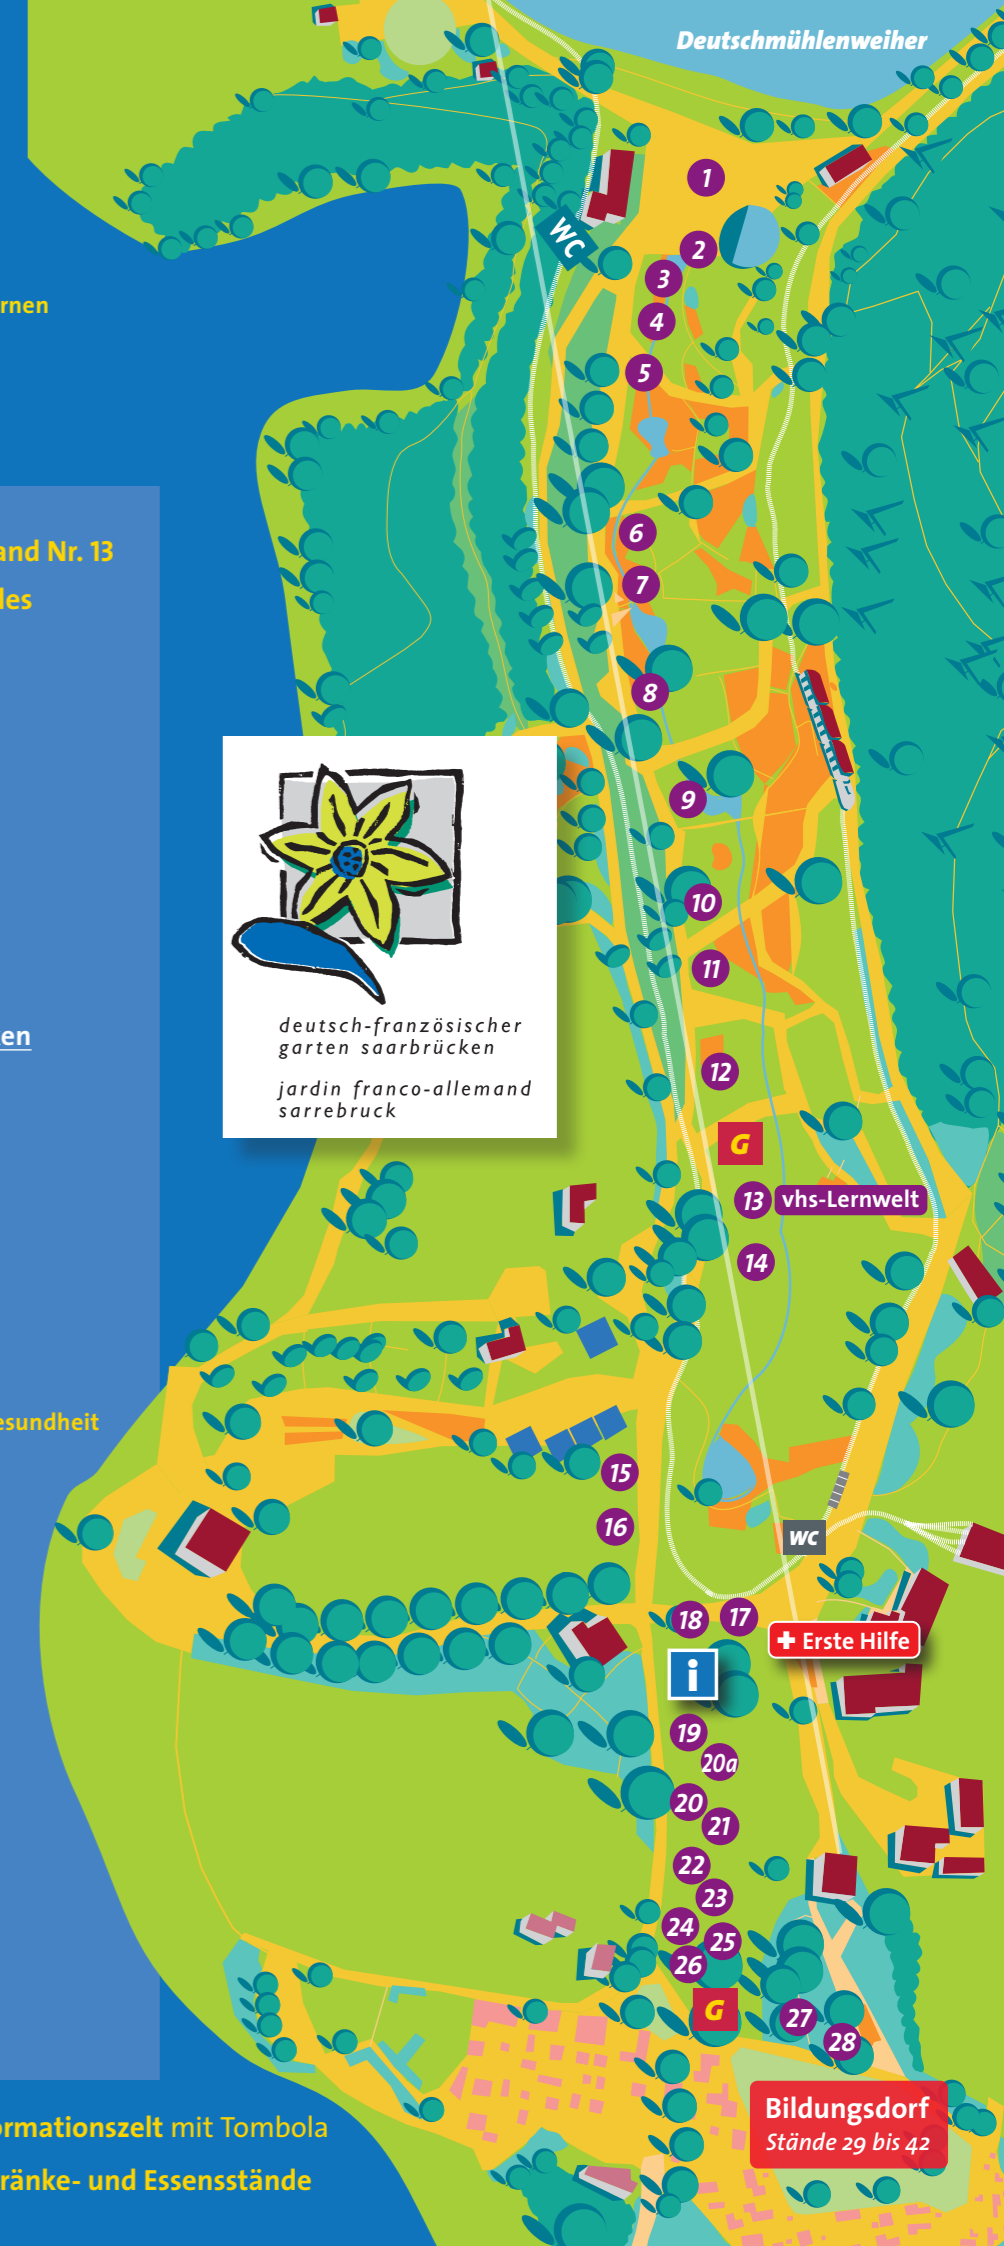 Deutschmühlenweiher
1
WC
2
3
rnen
4
5
6
and Nr. 13
7
les
8
9
10
11
deutsch-französischer
garten saarbrücken
jardin franco-allemand
sarrebruck
ken
12
G
13 vhs-Lernwelt
14
esundheit
15
16
WC
18 17
Erste Hilfe
i
19
20a
20
21
22
23
24
25
26
G
27
28
Bildungsdorf
Stände 29 bis 42
ormationszelt mit Tombola
ränke- und Essensstände